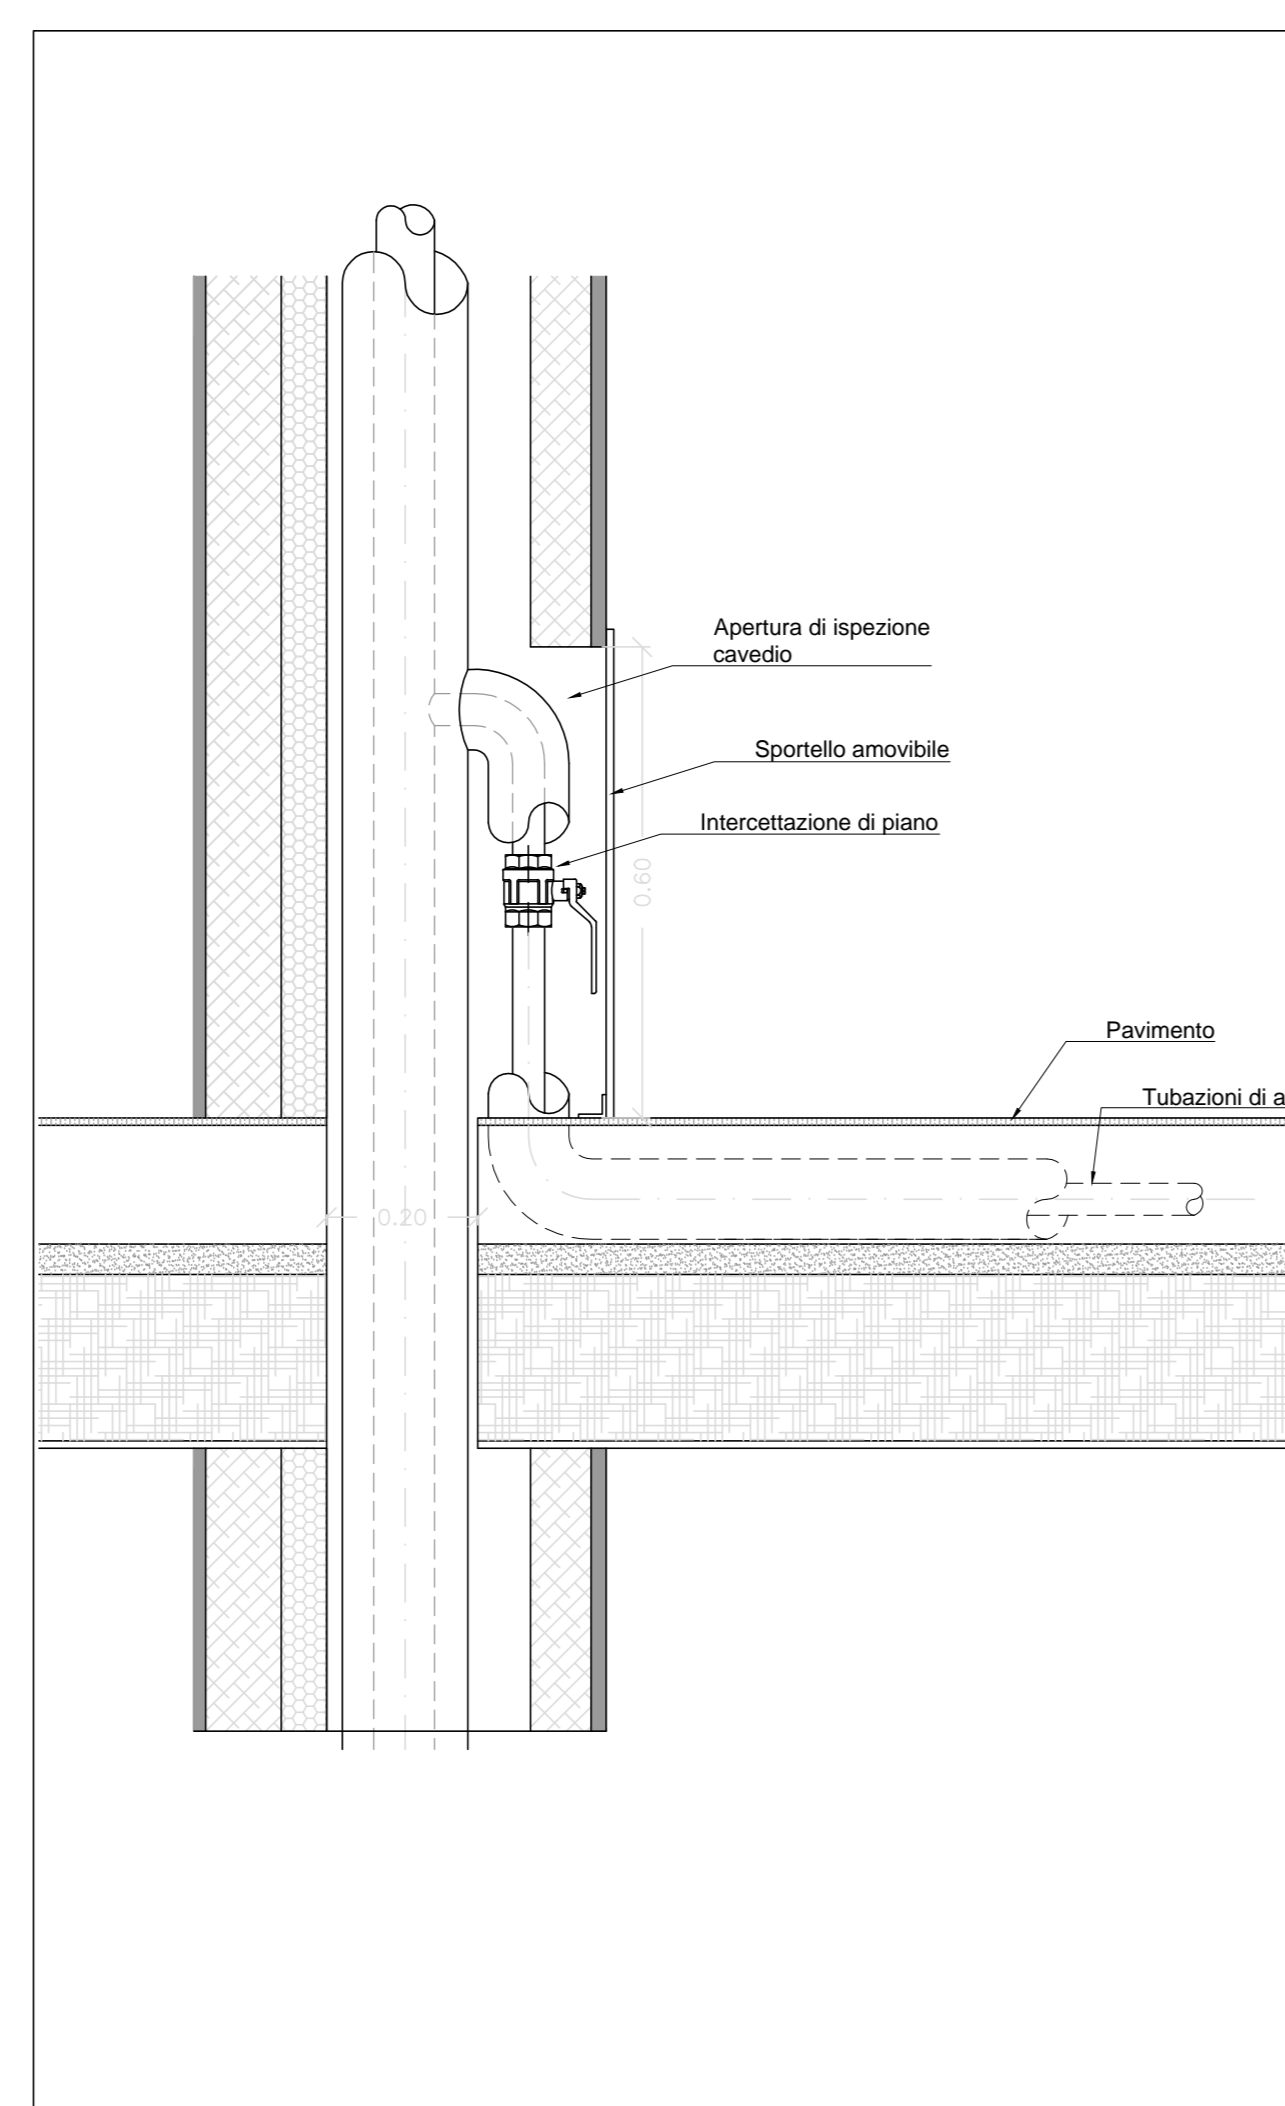 Apertura di ispezione
cavedio
Sportello amovibile
Intercettazione di piano
0.60
Pavimento
Tubazioni di a
0.20